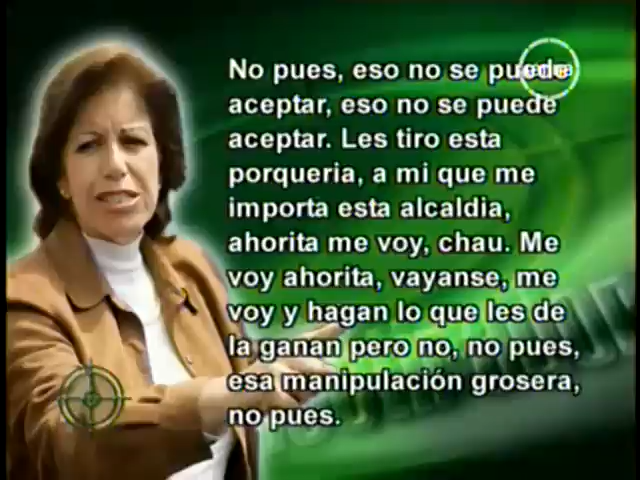 No pues, eso no se puede
aceptar, eso no se puede
aceptar. Les tiro esta
porqueria, a mi que me
importa esta alcaldia,
ahorita me voy, chau. Me
voy ahorita, vayanse, me
voy y hagan lo que les de
la ganan pero no, no pues,
esa manipulación grosera,
no pues.